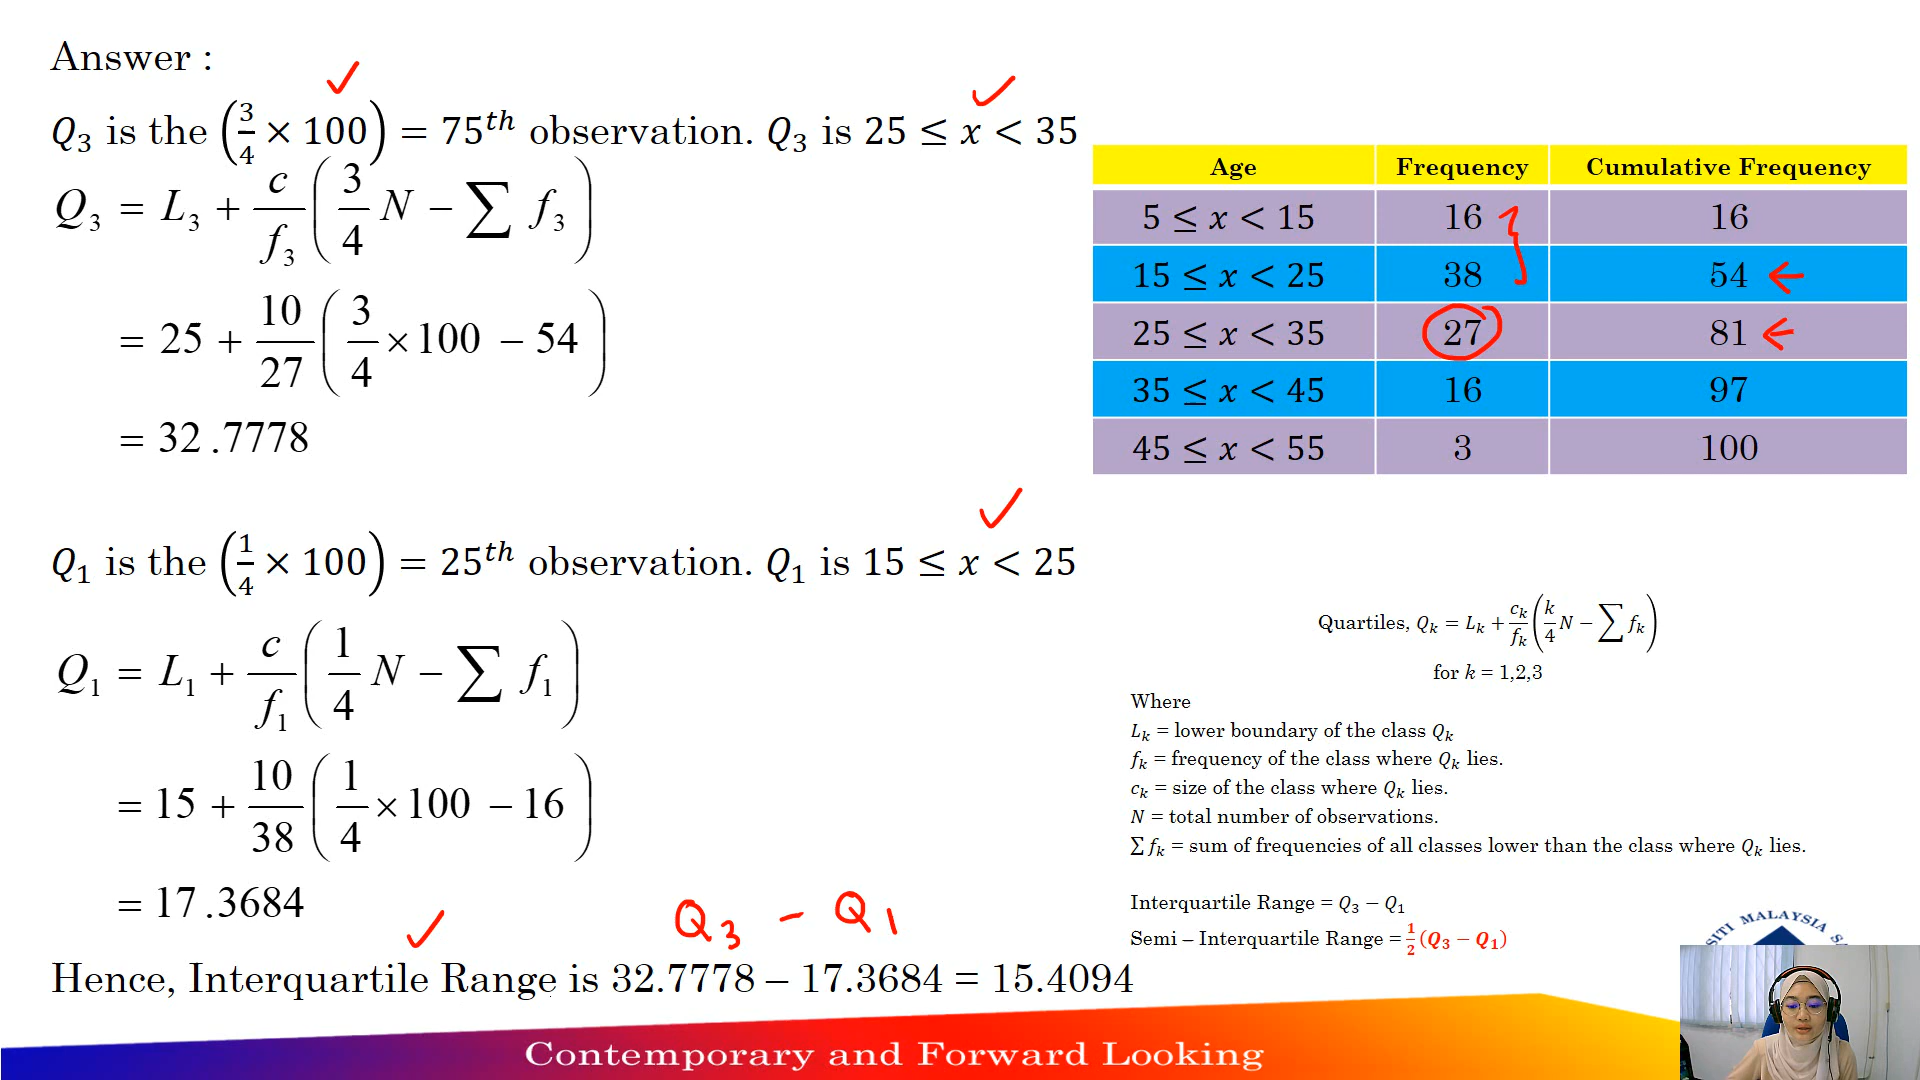 Answer :
Q₃ is the (3/4 × 100) = 75ᵗʰ observation. Q₃ is 25 ≤ x < 35
Q₃ = L₃ + c/f₃ (3/4 N − ∑ f₃)
= 25 + 10/27 (3/4 × 100 − 54)
= 32.7778
Q₁ is the (1/4 × 100) = 25ᵗʰ observation. Q₁ is 15 ≤ x < 25
Q₁ = L₁ + c/f₁ (1/4 N − ∑ f₁)
= 15 + 10/38 (1/4 × 100 − 16)
= 17.3684
Q₃ − Q₁
Hence, Interquartile Range is 32.7778 – 17.3684 = 15.4094
Age Frequency Cumulative Frequency
5 ≤ x < 15 16 16
15 ≤ x < 25 38 54
25 ≤ x < 35 27 81
35 ≤ x < 45 16 97
45 ≤ x < 55 3 100
Quartiles, Qₖ = Lₖ + cₖ/fₖ (k/4 N − ∑ fₖ)
for k = 1,2,3
Where
Lₖ = lower boundary of the class Qₖ
fₖ = frequency of the class where Qₖ lies.
cₖ = size of the class where Qₖ lies.
N = total number of observations.
∑ fₖ = sum of frequencies of all classes lower than the class where Qₖ lies.
Interquartile Range = Q₃ − Q₁
Semi – Interquartile Range = 1/2 (Q₃ − Q₁)
SITI MALAYSIA SA
Contemporary and Forward Looking